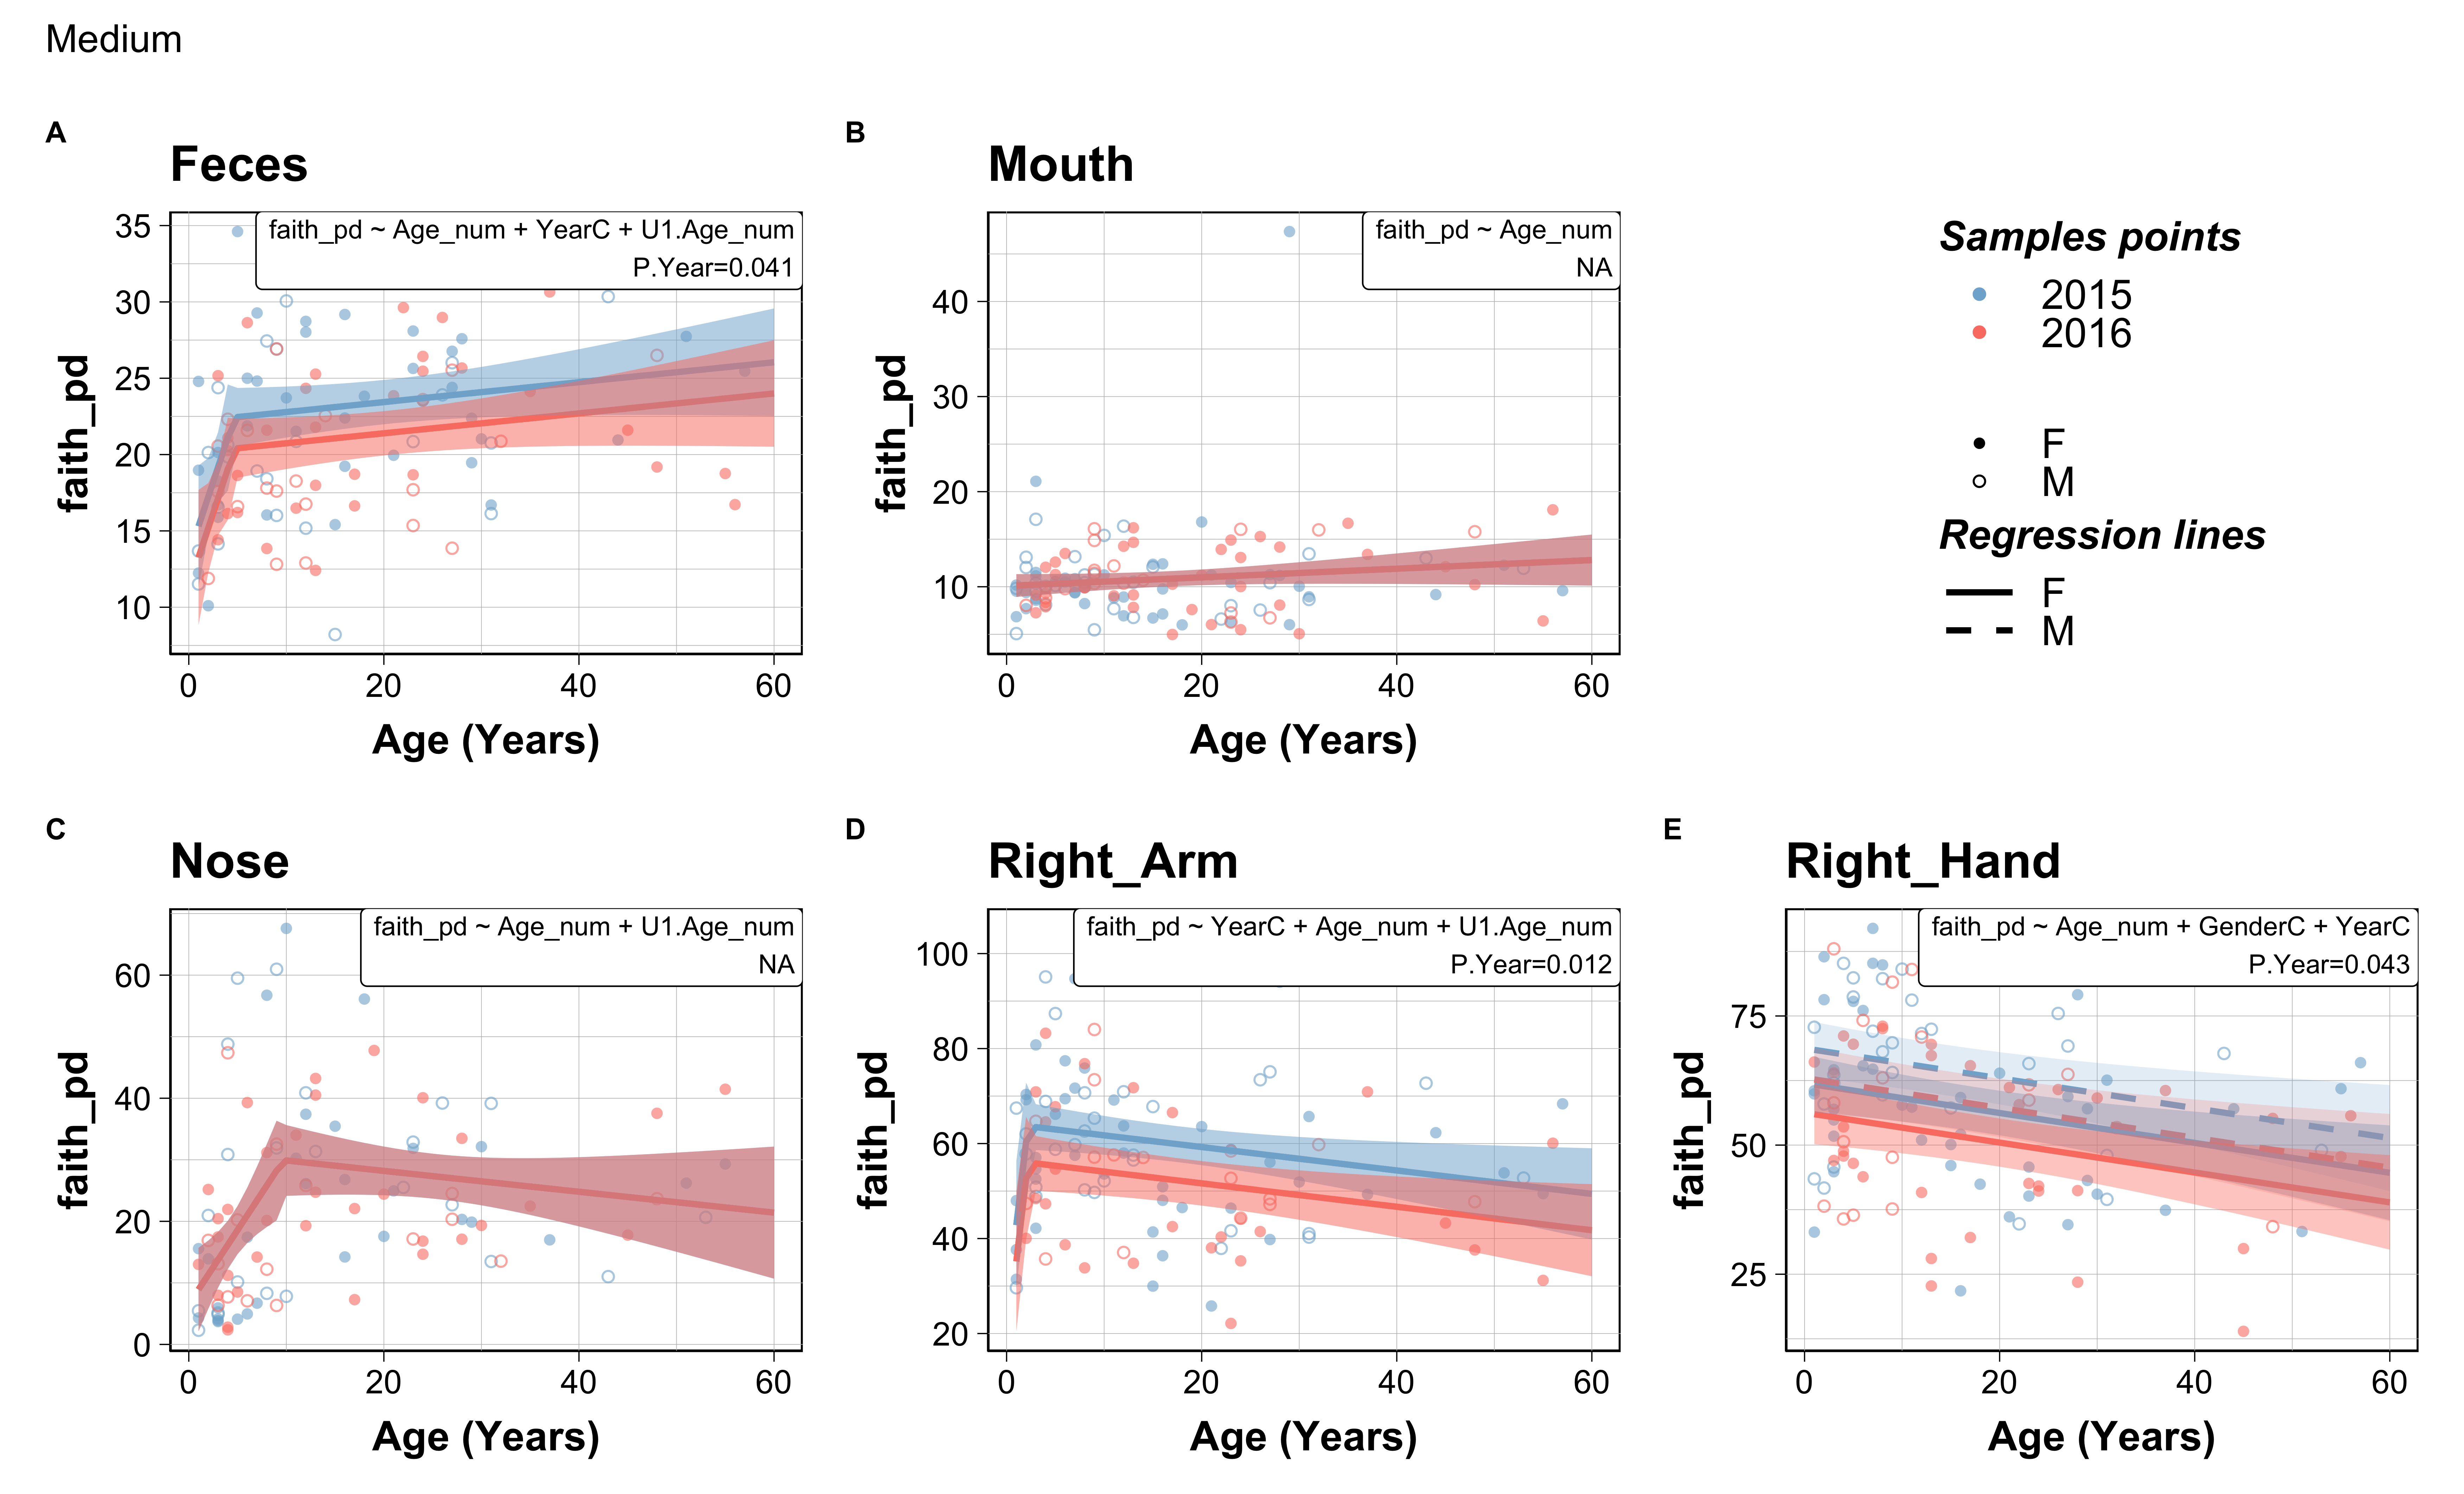 Medium
A
Feces
faith_pd ~ Age_num + YearC + U1.Age_num
P.Year=0.041
faith_pd
35
30
25
20
15
10
0 20 40 60
Age (Years)
B
Mouth
faith_pd ~ Age_num
NA
faith_pd
40
30
20
10
0 20 40 60
Age (Years)
Samples points
2015
2016
F
M
Regression lines
F
M
C
Nose
faith_pd ~ Age_num + U1.Age_num
NA
faith_pd
60
40
20
0
0 20 40 60
Age (Years)
D
Right_Arm
faith_pd ~ YearC + Age_num + U1.Age_num
P.Year=0.012
faith_pd
100
80
60
40
20
0 20 40 60
Age (Years)
E
Right_Hand
faith_pd ~ Age_num + GenderC + YearC
P.Year=0.043
faith_pd
75
50
25
0 20 40 60
Age (Years)